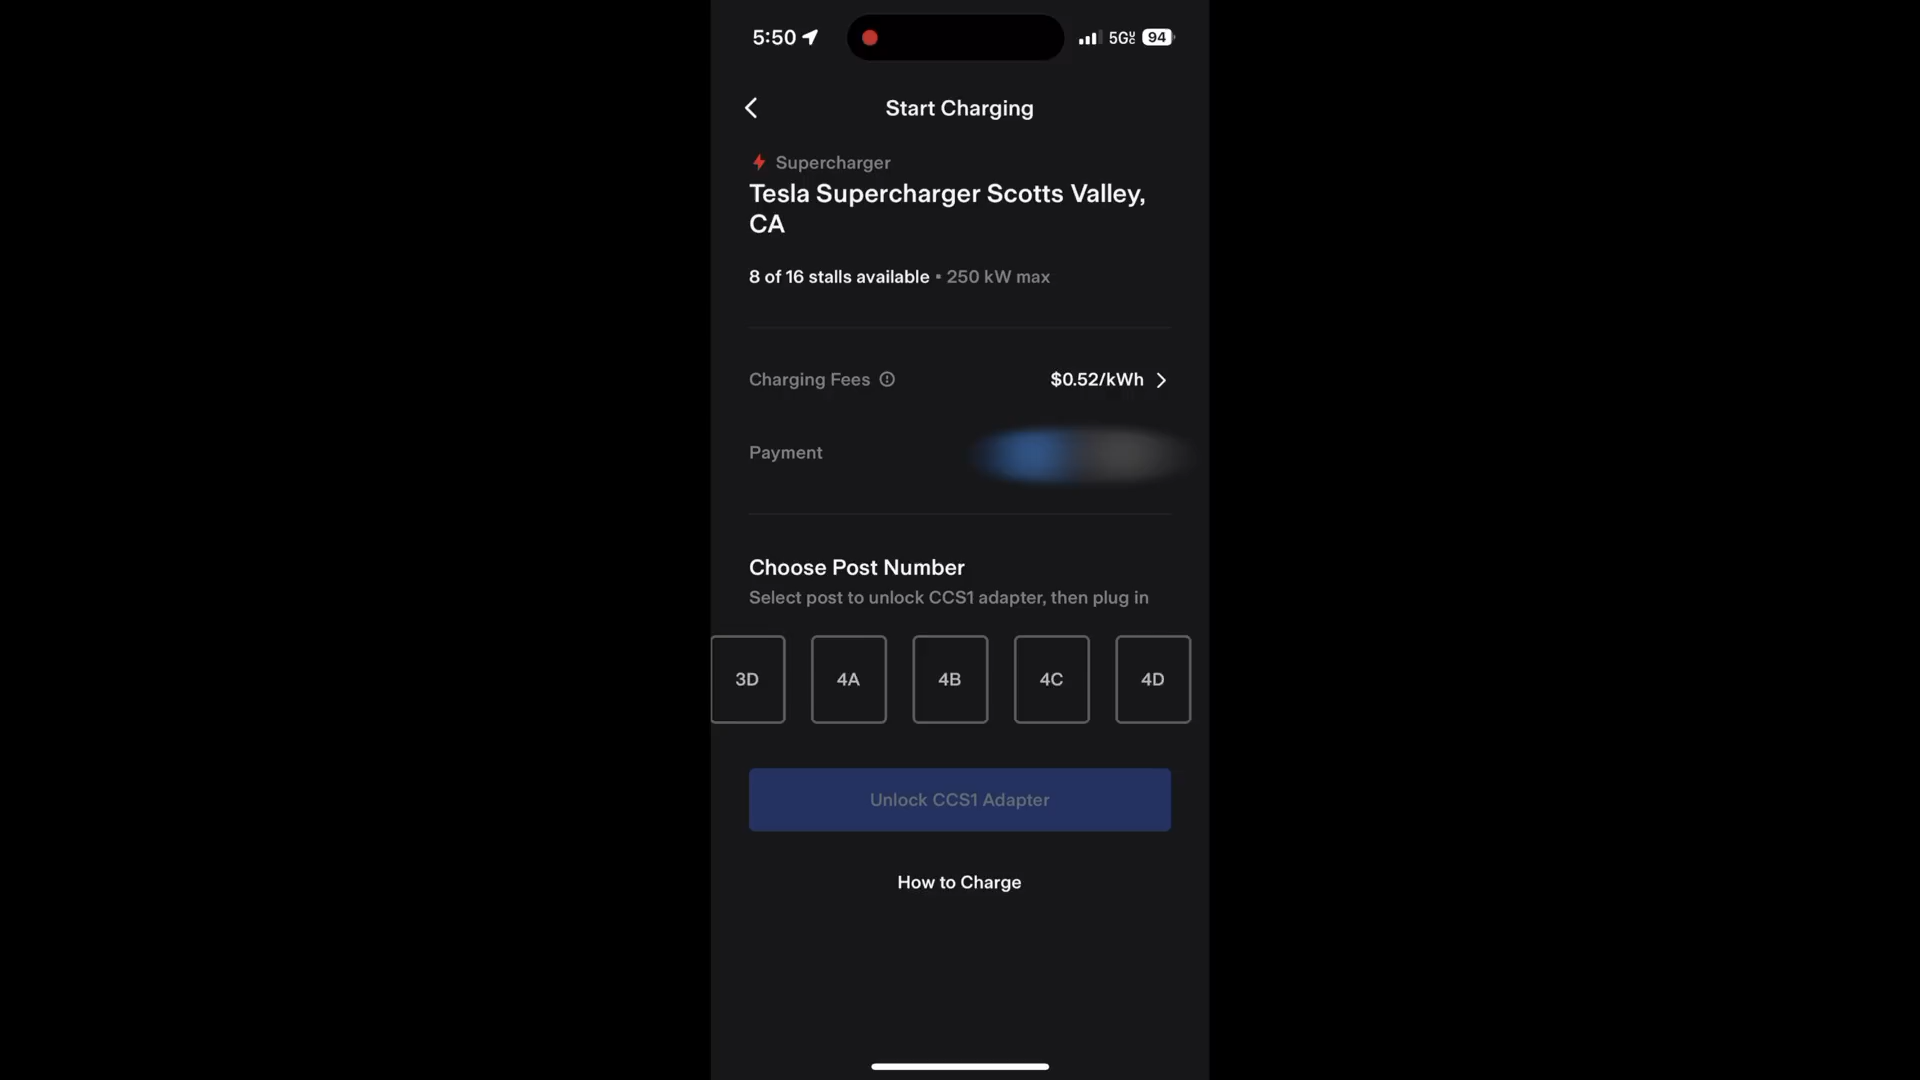 5:50
5G UC 94
Start Charging
Supercharger
Tesla Supercharger Scotts Valley,
CA
8 of 16 stalls available • 250 kW max
Charging Fees $0.52/kWh
Payment
Choose Post Number
Select post to unlock CCS1 adapter, then plug in
3D 4A 4B 4C 4D
Unlock CCS1 Adapter
How to Charge